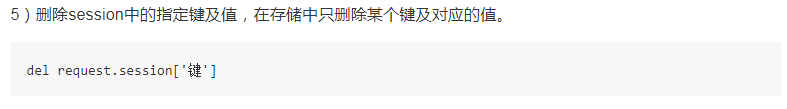 5）删除session中的指定键及值，在存储中只删除某个键及对应的值。
del request.session['键']